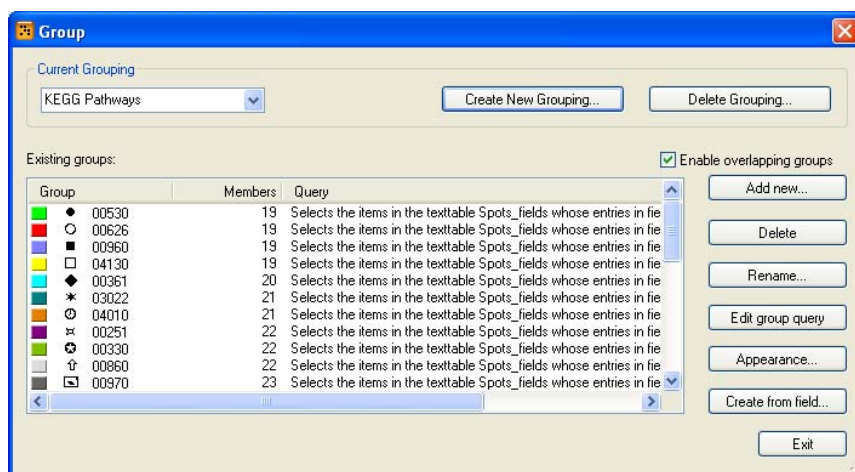 Group
Current Grouping
KEGG Pathways
Create New Grouping...
Delete Grouping...
Existing groups:
Enable overlapping groups
Group Members Query
00530 19 Selects the items in the texttable Spots_fields whose entries in fie
00626 19 Selects the items in the texttable Spots_fields whose entries in fie
00960 19 Selects the items in the texttable Spots_fields whose entries in fie
04130 19 Selects the items in the texttable Spots_fields whose entries in fie
00361 20 Selects the items in the texttable Spots_fields whose entries in fie
03022 21 Selects the items in the texttable Spots_fields whose entries in fie
04010 21 Selects the items in the texttable Spots_fields whose entries in fie
00251 22 Selects the items in the texttable Spots_fields whose entries in fie
00330 22 Selects the items in the texttable Spots_fields whose entries in fie
00860 22 Selects the items in the texttable Spots_fields whose entries in fie
00970 23 Selects the items in the texttable Spots_fields whose entries in fie
Add new...
Delete
Rename...
Edit group query
Appearance...
Create from field...
Exit